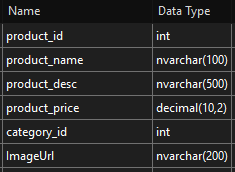 Name Data Type
product_id int
product_name nvarchar(100)
product_desc nvarchar(500)
product_price decimal(10,2)
category_id int
ImageUrl nvarchar(200)